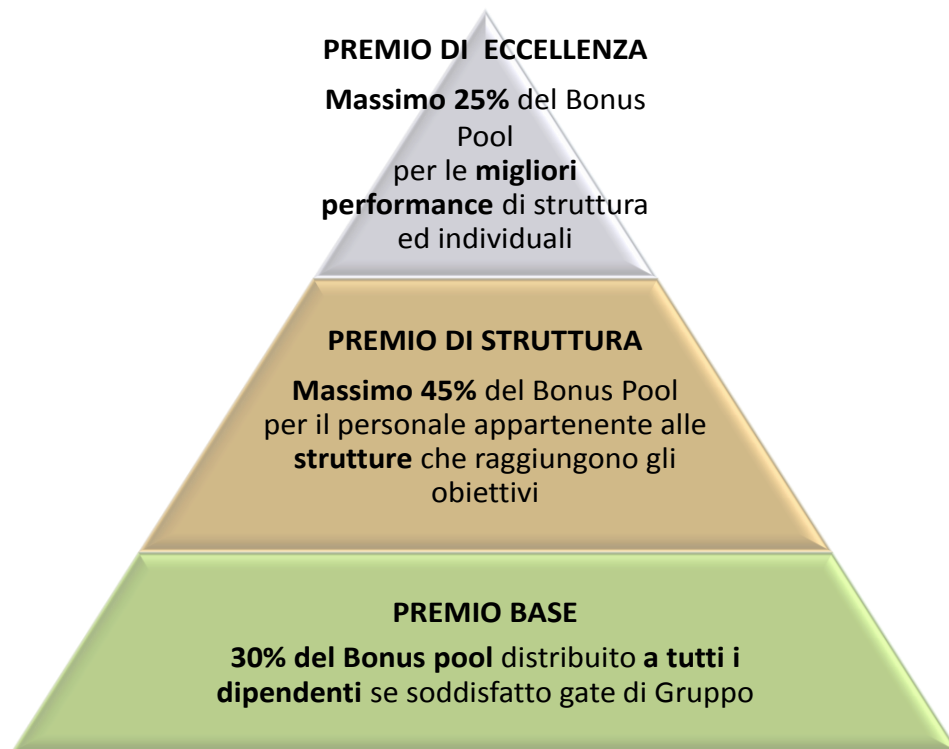 PREMIO DI ECCELLENZA
Massimo 25% del Bonus
Pool
per le migliori
performance di struttura
ed individuali
PREMIO DI STRUTTURA
Massimo 45% del Bonus Pool
per il personale appartenente alle
strutture che raggiungono gli
obiettivi
PREMIO BASE
30% del Bonus pool distribuito a tutti i
dipendenti se soddisfatto gate di Gruppo